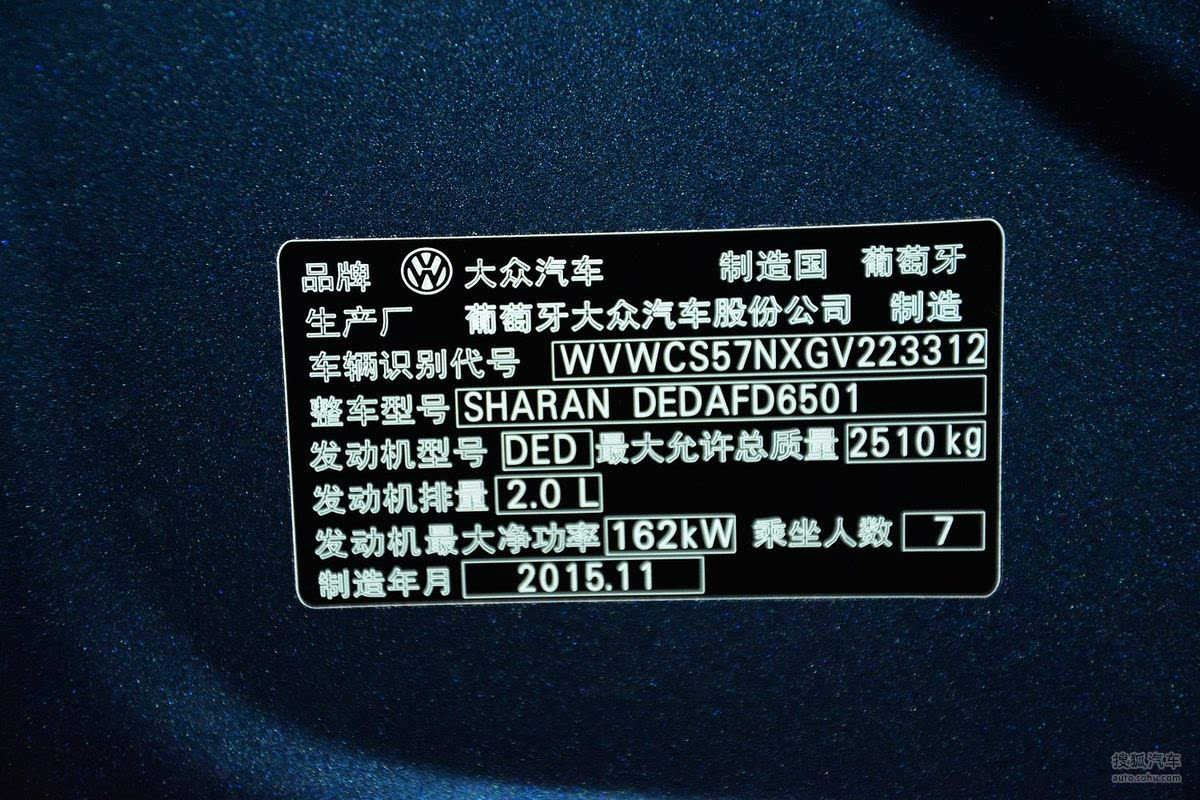 品牌 大众汽车 制造国 葡萄牙
生产厂 葡萄牙大众汽车股份公司 制造
车辆识别代号 WVWCS57NXGV223312
整车型号 SHARAN DEDAFD6501
发动机型号 DED 最大允许总质量 2510 kg
发动机排量 2.0 L
发动机最大净功率 162kW 乘坐人数 7
制造年月 2015.11
搜狐汽车
auto.sohu.com